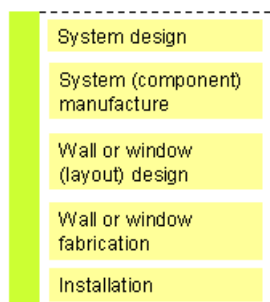 System design
System (component)
manufacture
Wall or window
(layout) design
Wall or window
fabrication
Installation